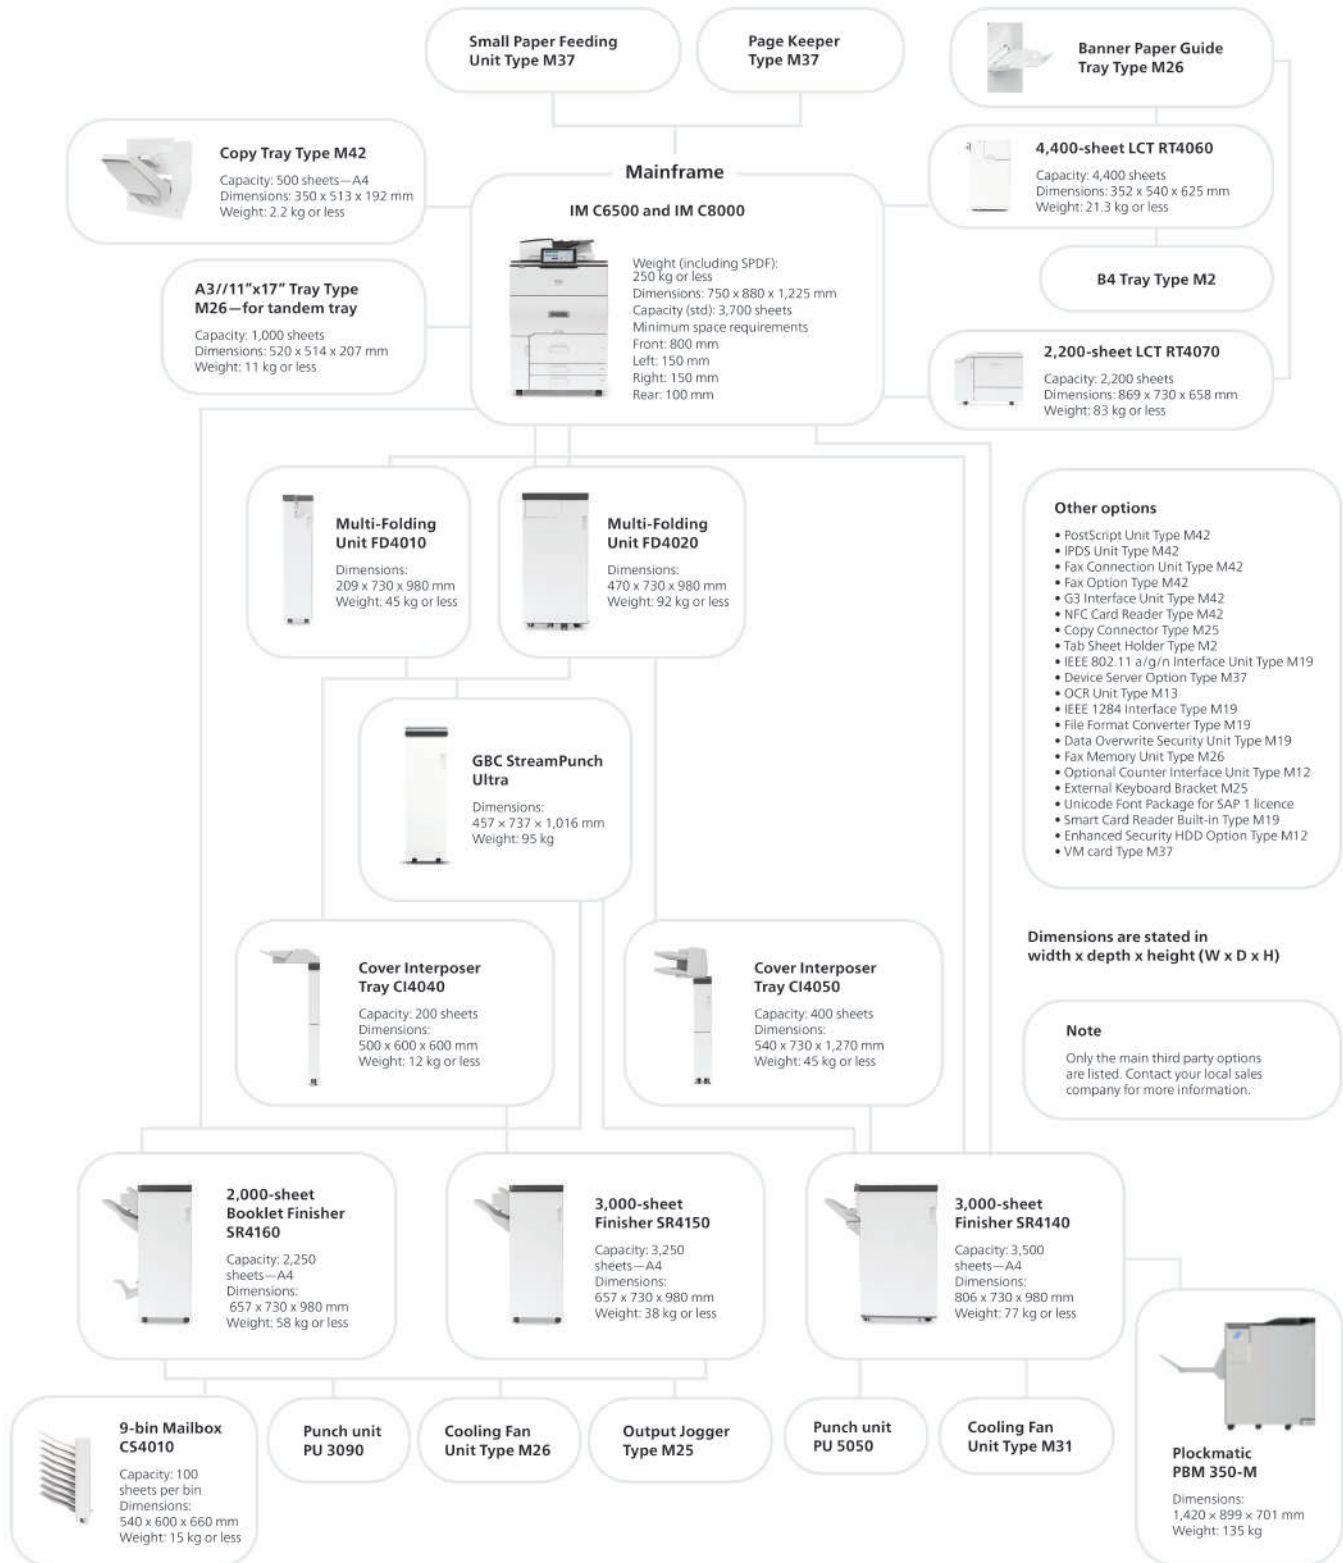 Small Paper Feeding
Unit Type M37
Page Keeper
Type M37
Banner Paper Guide
Tray Type M26
Copy Tray Type M42
Capacity: 500 sheets—A4
Dimensions: 350 x 513 x 192 mm
Weight: 2.2 kg or less
4,400-sheet LCT RT4060
Capacity: 4,400 sheets
Dimensions: 352 x 540 x 625 mm
Weight: 21.3 kg or less
Mainframe
IM C6500 and IM C8000
Weight (including SPDF):
250 kg or less
Dimensions: 750 x 880 x 1,225 mm
Capacity (std): 3,700 sheets
Minimum space requirements
Front: 800 mm
Left: 150 mm
Right: 150 mm
Rear: 100 mm
B4 Tray Type M2
A3//11”x17” Tray Type
M26—for tandem tray
Capacity: 1,000 sheets
Dimensions: 520 x 514 x 207 mm
Weight: 11 kg or less
2,200-sheet LCT RT4070
Capacity: 2,200 sheets
Dimensions: 869 x 730 x 658 mm
Weight: 83 kg or less
Multi-Folding
Unit FD4010
Dimensions:
209 x 730 x 980 mm
Weight: 45 kg or less
Multi-Folding
Unit FD4020
Dimensions:
470 x 730 x 980 mm
Weight: 92 kg or less
Other options
• PostScript Unit Type M42
• IPDS Unit Type M42
• Fax Connection Unit Type M42
• Fax Option Type M42
• G3 Interface Unit Type M42
• NFC Card Reader Type M42
• Copy Connector Type M25
• Tab Sheet Holder Type M2
• IEEE 802.11 a/g/n Interface Unit Type M19
• Device Server Option Type M37
• OCR Unit Type M13
• IEEE 1284 Interface Type M19
• File Format Converter Type M19
• Data Overwrite Security Unit Type M19
• Fax Memory Unit Type M26
• Optional Counter Interface Unit Type M12
• External Keyboard Bracket M25
• Unicode Font Package for SAP 1 licence
• Smart Card Reader Built-in Type M19
• Enhanced Security HDD Option Type M12
• VM card Type M37
GBC StreamPunch
Ultra
Dimensions:
457 × 737 × 1,016 mm
Weight: 95 kg
Cover Interposer
Tray CI4040
Capacity: 200 sheets
Dimensions:
500 x 600 x 600 mm
Weight: 12 kg or less
Cover Interposer
Tray CI4050
Capacity: 400 sheets
Dimensions:
540 x 730 x 1,270 mm
Weight: 45 kg or less
Dimensions are stated in
width x depth x height (W x D x H)
Note
Only the main third party options
are listed. Contact your local sales
company for more information.
2,000-sheet
Booklet Finisher
SR4160
Capacity: 2,250
sheets—A4
Dimensions:
657 x 730 x 980 mm
Weight: 58 kg or less
3,000-sheet
Finisher SR4150
Capacity: 3,250
sheets—A4
Dimensions:
657 x 730 x 980 mm
Weight: 38 kg or less
3,000-sheet
Finisher SR4140
Capacity: 3,500
sheets—A4
Dimensions:
806 x 730 x 980 mm
Weight: 77 kg or less
9-bin Mailbox
CS4010
Capacity: 100
sheets per bin
Dimensions:
540 x 600 x 660 mm
Weight: 15 kg or less
Punch unit
PU 3090
Cooling Fan
Unit Type M26
Output Jogger
Type M25
Punch unit
PU 5050
Cooling Fan
Unit Type M31
Plockmatic
PBM 350-M
Dimensions:
1,420 × 899 × 701 mm
Weight: 135 kg